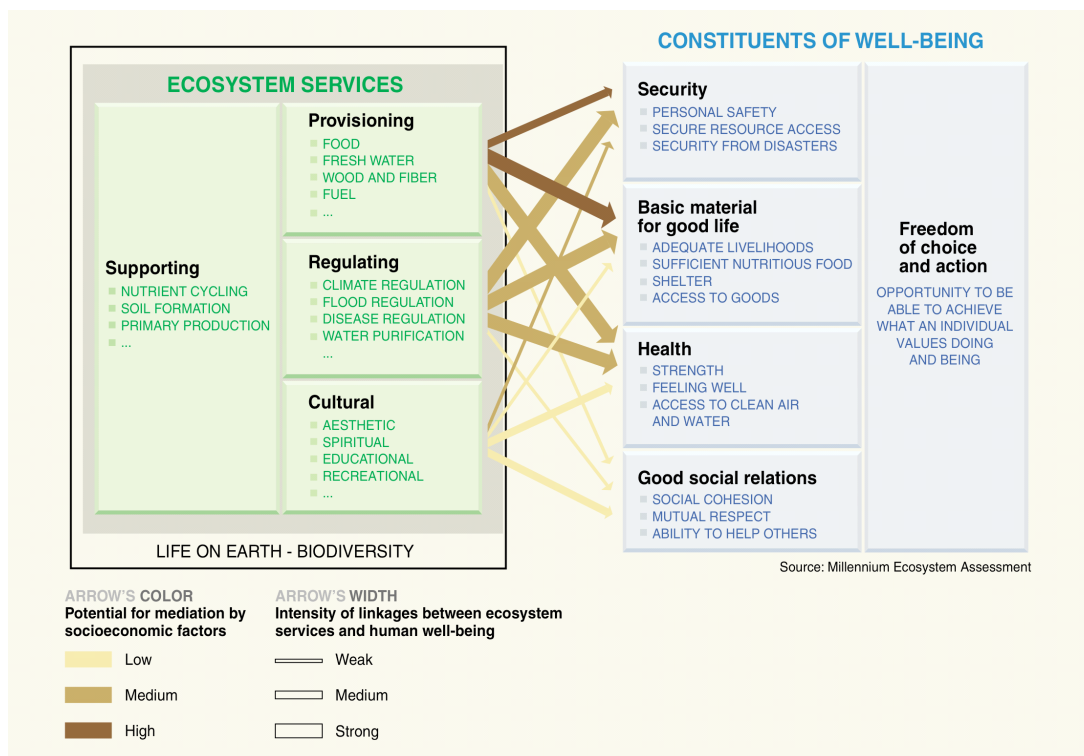 CONSTITUENTS OF WELL-BEING
ECOSYSTEM SERVICES
Supporting
NUTRIENT CYCLING
SOIL FORMATION
PRIMARY PRODUCTION
...
Provisioning
FOOD
FRESH WATER
WOOD AND FIBER
FUEL
...
Regulating
CLIMATE REGULATION
FLOOD REGULATION
DISEASE REGULATION
WATER PURIFICATION
...
Cultural
AESTHETIC
SPIRITUAL
EDUCATIONAL
RECREATIONAL
...
LIFE ON EARTH - BIODIVERSITY
Security
PERSONAL SAFETY
SECURE RESOURCE ACCESS
SECURITY FROM DISASTERS
Basic material
for good life
ADEQUATE LIVELIHOODS
SUFFICIENT NUTRITIOUS FOOD
SHELTER
ACCESS TO GOODS
Health
STRENGTH
FEELING WELL
ACCESS TO CLEAN AIR
AND WATER
Good social relations
SOCIAL COHESION
MUTUAL RESPECT
ABILITY TO HELP OTHERS
Freedom
of choice
and action
OPPORTUNITY TO BE
ABLE TO ACHIEVE
WHAT AN INDIVIDUAL
VALUES DOING
AND BEING
Source: Millennium Ecosystem Assessment
ARROW'S COLOR
Potential for mediation by
socioeconomic factors
Low
Medium
High
ARROW'S WIDTH
Intensity of linkages between ecosystem
services and human well-being
Weak
Medium
Strong